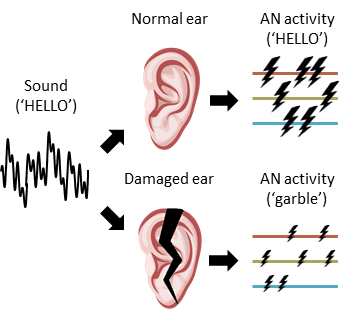 Normal ear
AN activity
('HELLO')
Sound
('HELLO')
Damaged ear
AN activity
('garble')